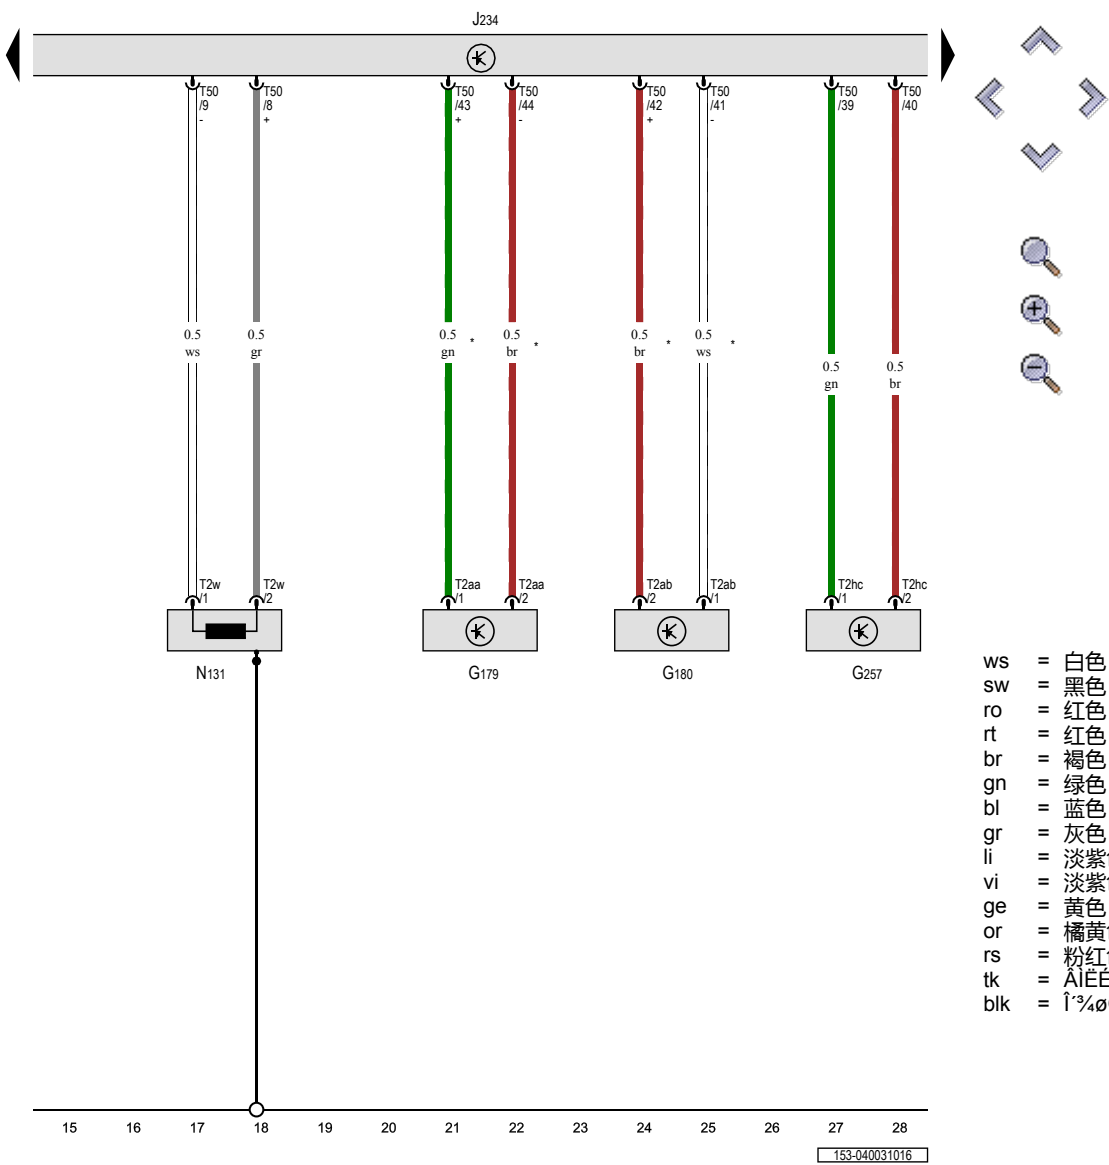 J234
T50 T50 T50 T50 T50 T50 T50 T50
/9 /8 /43 /44 /42 /41 /39 /40
- + + - + -
0.5 0.5 0.5 * 0.5 * 0.5 * 0.5 *
ws gr gn br br ws
0.5 0.5
gn br
T2w T2w T2aa T2aa T2ab T2ab T2hc T2hc
/1 /2 /1 /2 /2 /1 /1 /2
N131 G179 G180 G257
ws = 白色
sw = 黑色
ro = 红色
rt = 红色
br = 褐色
gn = 绿色
bl = 蓝色
gr = 灰色
li = 淡紫
vi = 淡紫
ge = 黄色
or = 橘黄
rs = 粉红
tk = ÂÌËÉ
blk = Î´¾ø
15 16 17 18 19 20 21 22 23 24 25 26 27 28
153-040031016